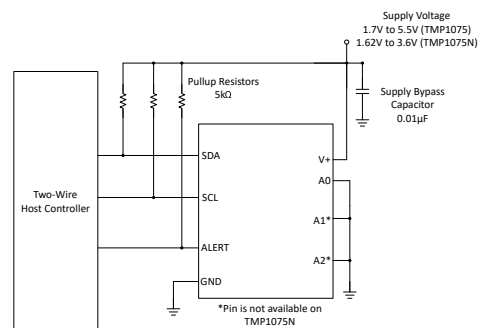 Supply Voltage
1.7V to 5.5V (TMP1075)
1.62V to 3.6V (TMP1075N)
Pullup Resistors
5kΩ
Supply Bypass
Capacitor
0.01µF
Two-Wire
Host Controller
SDA
SCL
ALERT
GND
V+
A0
A1*
A2*
*Pin is not available on
TMP1075N